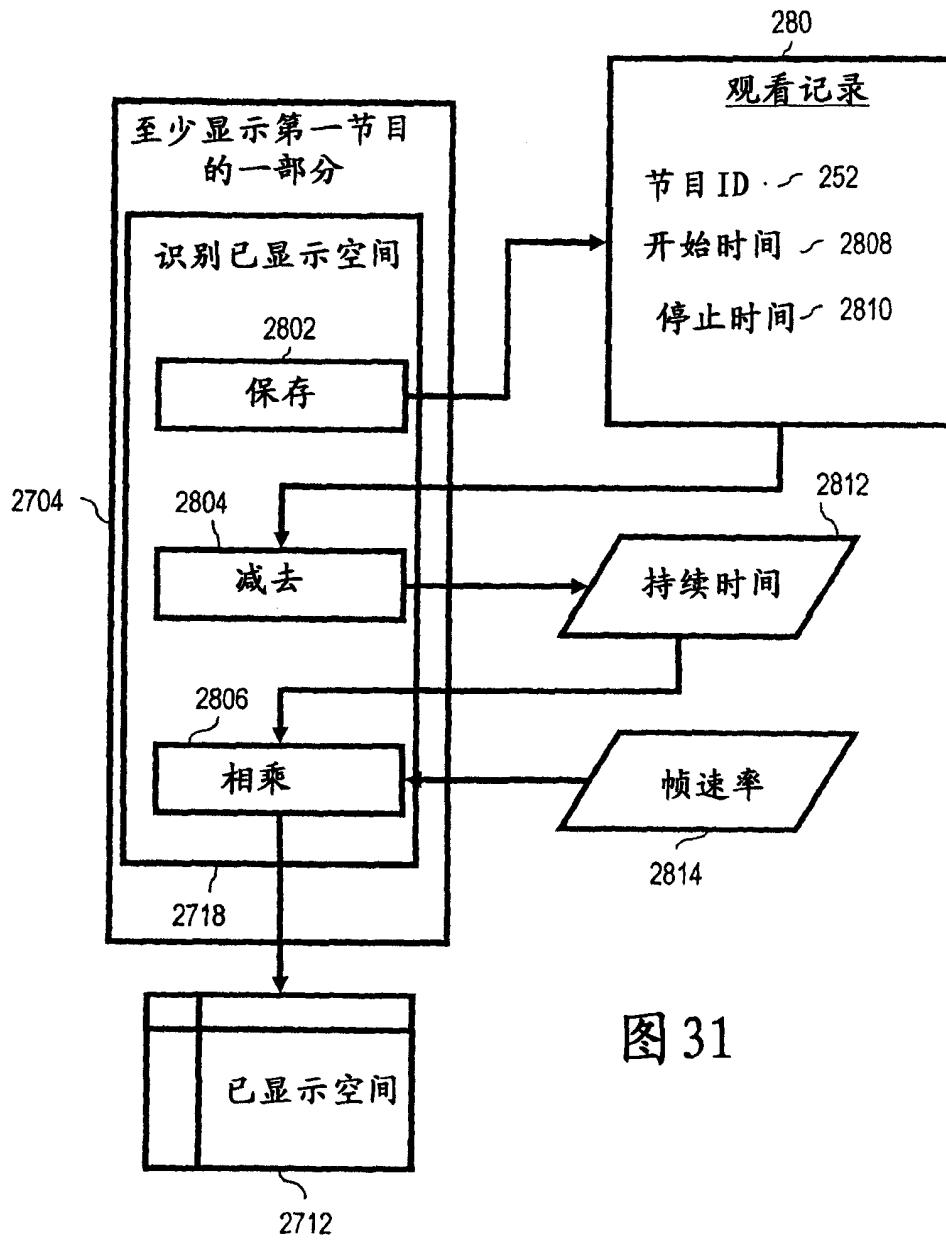 280
观看记录
节目ID 252
开始时间 2808
停止时间 2810
至少显示第一节目
的一部分
识别已显示空间
2802
保存
2704
2804
减去
2812
持续时间
2806
相乘
帧速率
2814
2718
已显示空间
2712
图31